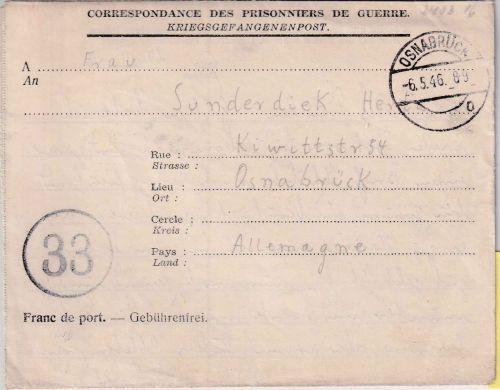 CORRESPONDANCE DES PRISONNIERS DE GUERRE.
KRIEGSGEFANGENENPOST.
OSNABRÜCK
-6.5.46.
A Frau
An
Sunderdiek
Rue : Kiwittstr 54
Strasse :
Lieu : Osnabrück
Ort :
Cercle :
Kreis :
Pays : Allemagne
Land :
33
Franc de port. — Gebührenfrei.